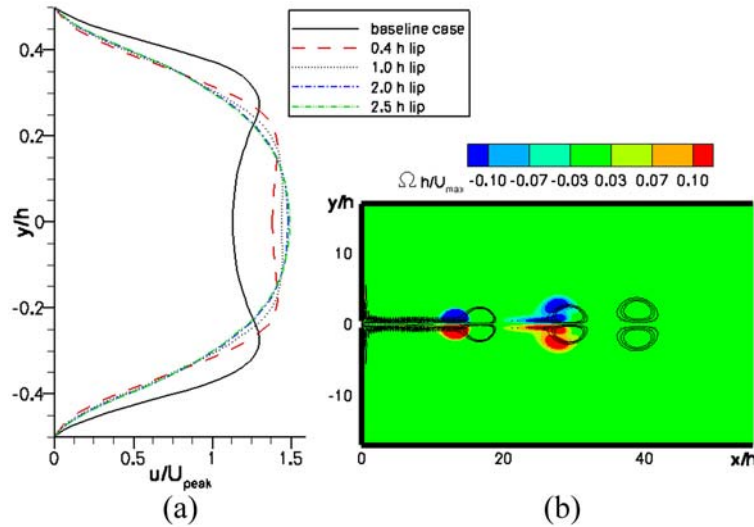 baseline case
0.4 h lip
1.0 h lip
2.0 h lip
2.5 h lip
0.4
0.2
0
-0.2
-0.4
y/h
0
0.5
1
1.5
u/U_peak
(a)
Ω h/U_max
-0.10 -0.07 -0.03 0.03 0.07 0.10
y/h
10
0
-10
0
20
40
x/h
(b)